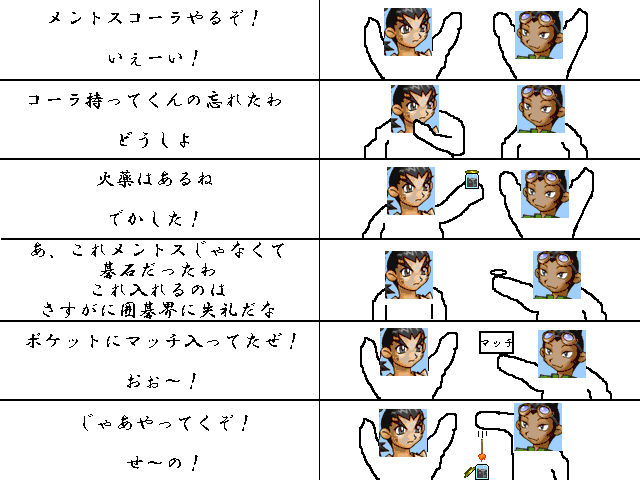 メントスコーラやるぞ！
いぇーい！
コーラ持ってくんの忘れたわ
どうしよ
火薬はあるね
でかした！
あ、これメントスじゃなくて
碁石だったわ
これ入れるのは
さすがに囲碁界に失礼だな
ポケットにマッチ入ってたぜ！
マッチ
おぉ～！
じゃあやってくぞ！
せ～の！